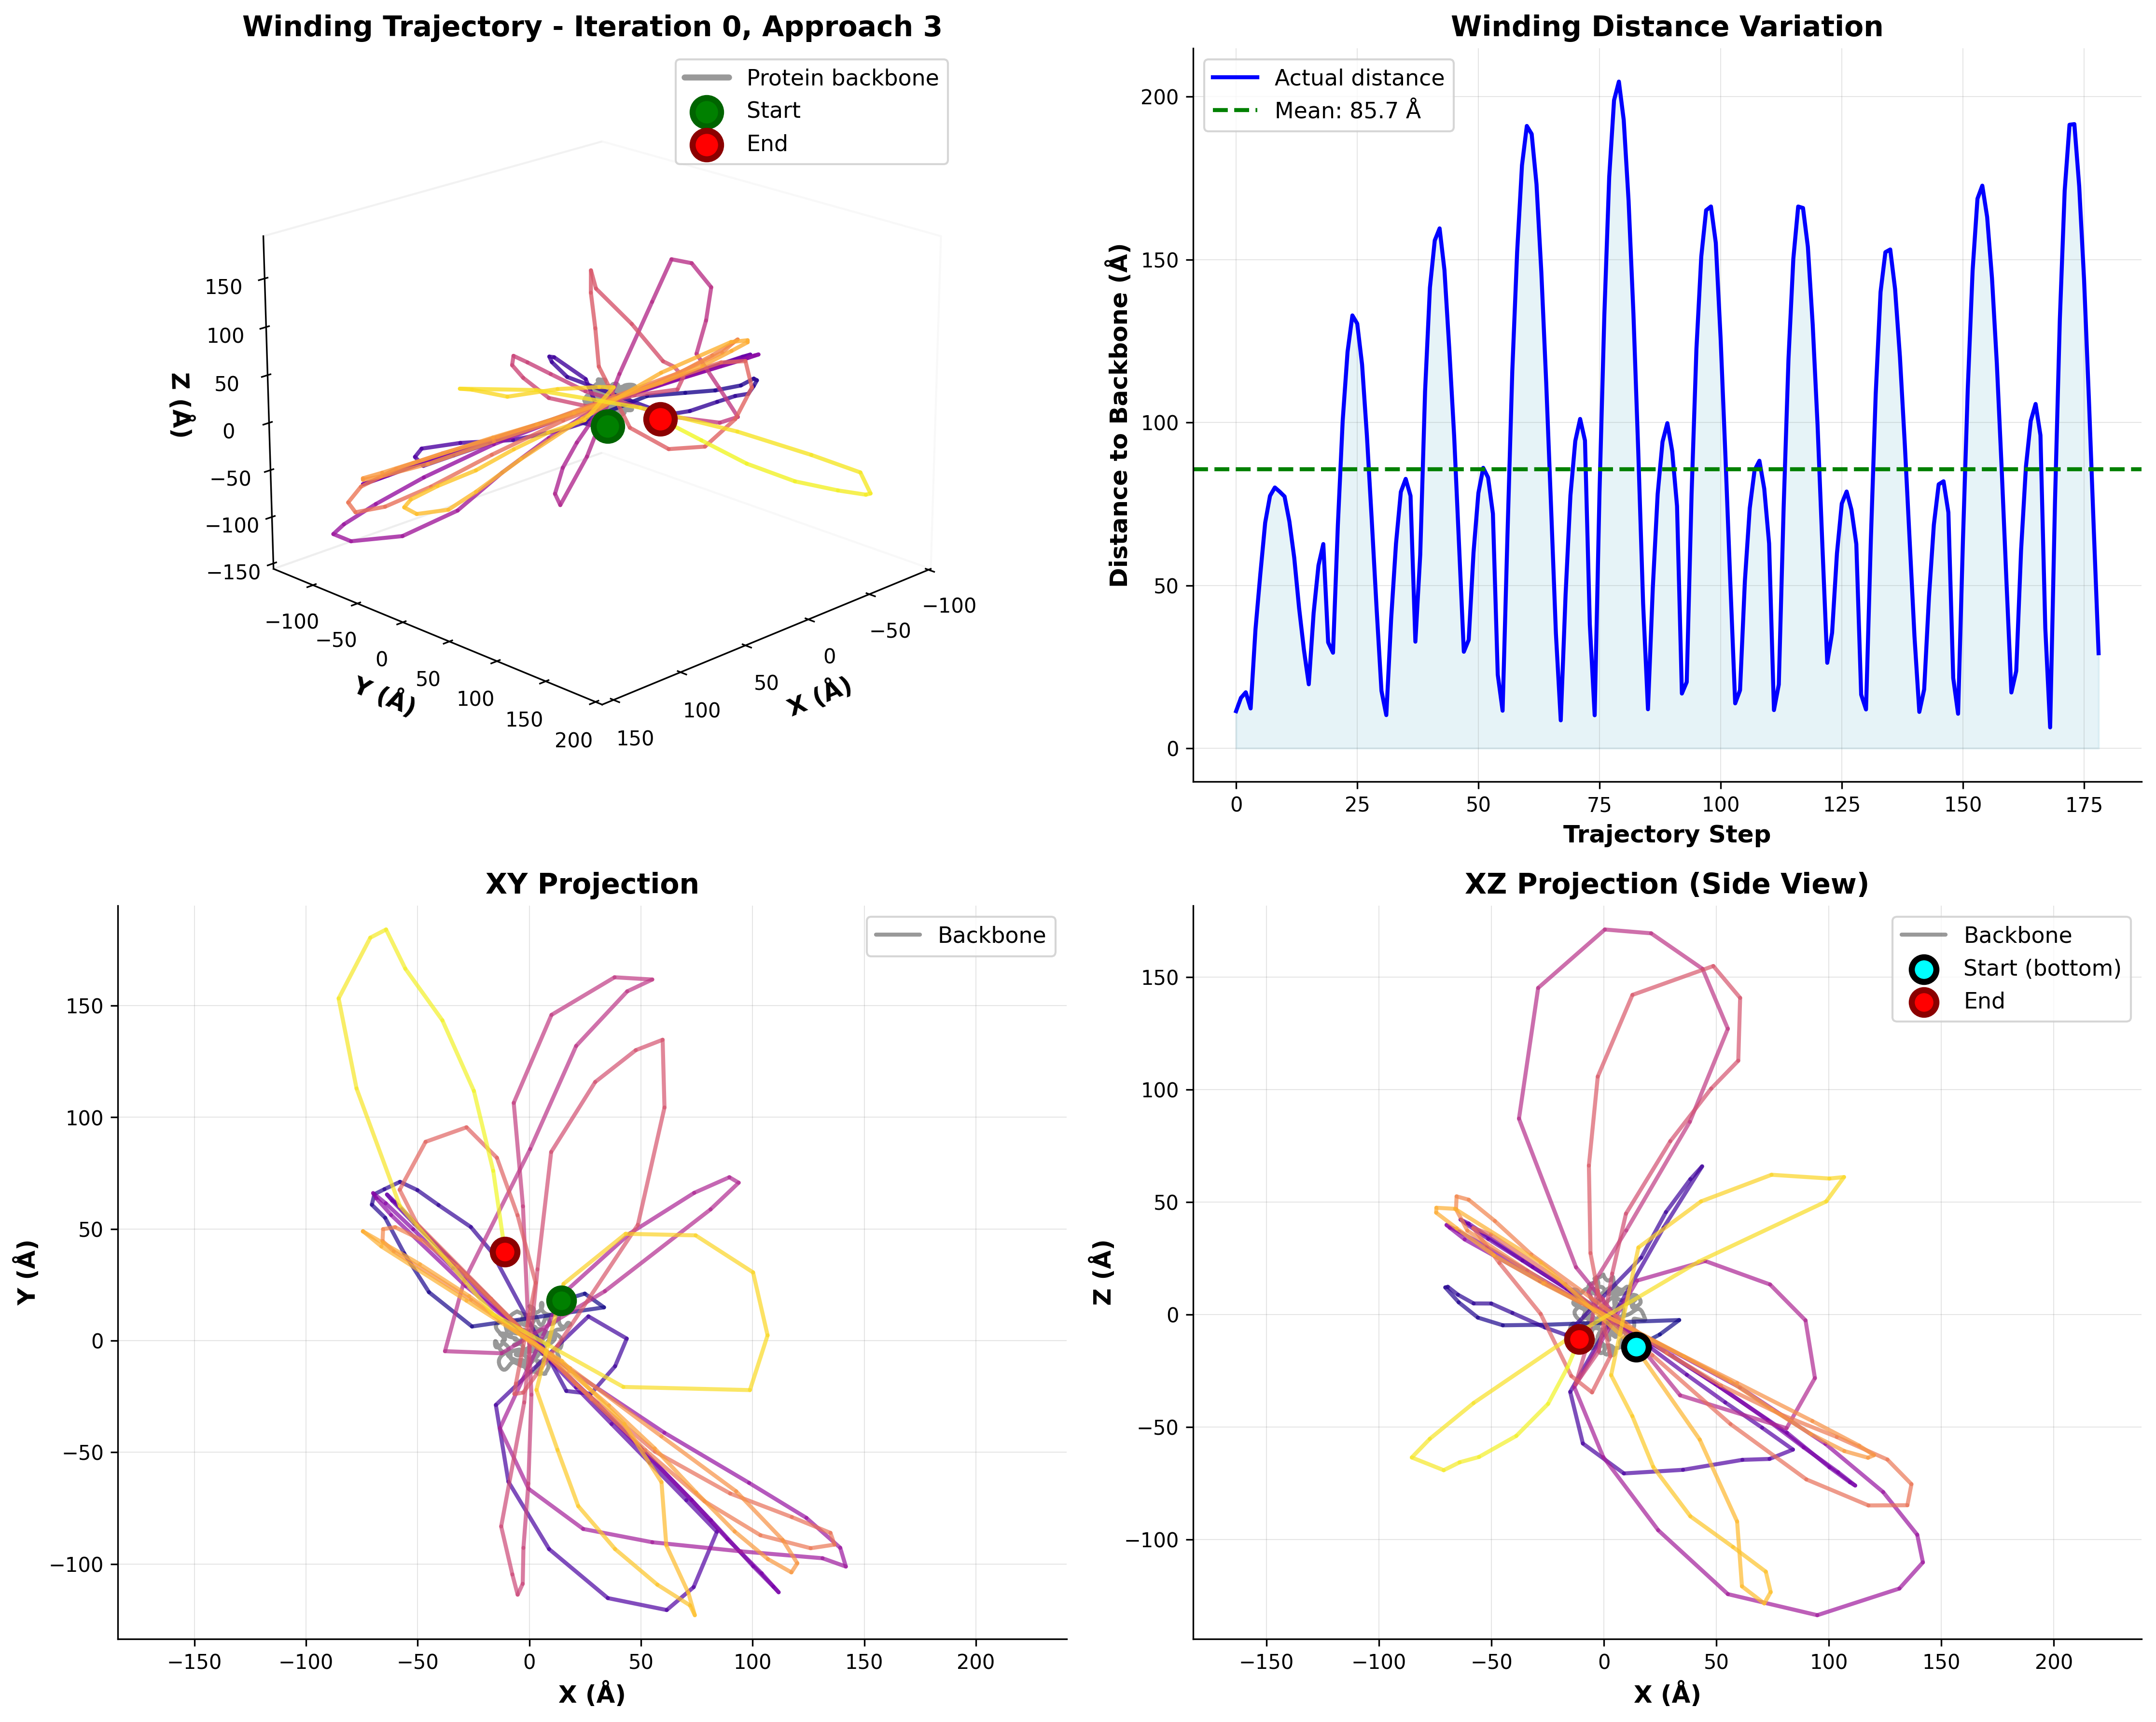 Winding Trajectory - Iteration 0, Approach 3
Protein backbone
Start
End
150
100
50
0
−50
−100
−150
Z (Å)
−100
−50
0
50
100
150
200
Y (Å)
150
100
50
0
−50
−100
X (Å)
Winding Distance Variation
Actual distance
Mean: 85.7 Å
200
150
100
50
0
Distance to Backbone (Å)
0 25 50 75 100 125 150 175
Trajectory Step
XY Projection
Backbone
150
100
50
0
−50
−100
Y (Å)
−150 −100 −50 0 50 100 150 200
X (Å)
XZ Projection (Side View)
Backbone
Start (bottom)
End
150
100
50
0
−50
−100
Z (Å)
−150 −100 −50 0 50 100 150 200
X (Å)